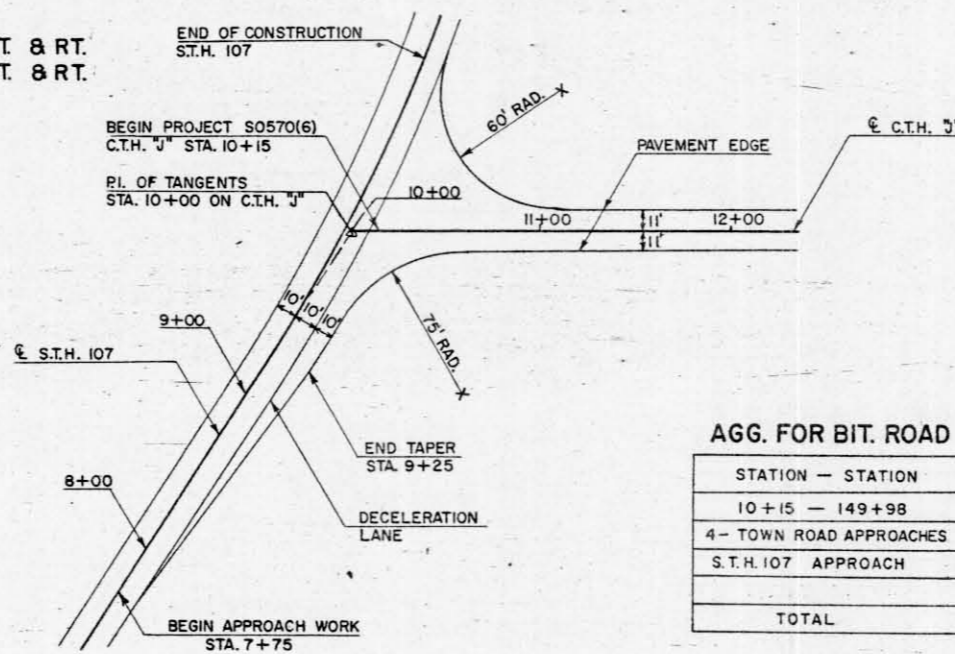 T. & RT.
T. & RT.
END OF CONSTRUCTION
S.T.H. 107
60' RAD.
BEGIN PROJECT S0570(6)
C.T.H. "J" STA. 10+15
PAVEMENT EDGE
℄ C.T.H. "J"
P.I. OF TANGENTS
STA. 10+00 ON C.T.H. "J"
10+00
11+00
11'
12+00
11'
10' 10' 10'
9+00
75' RAD.
℄ S.T.H. 107
END TAPER
STA. 9+25
8+00
DECELERATION
LANE
BEGIN APPROACH WORK
STA. 7+75
AGG. FOR BIT. ROAD
STATION — STATION
10+15 — 149+98
4- TOWN ROAD APPROACHES
S.T.H. 107 APPROACH
TOTAL